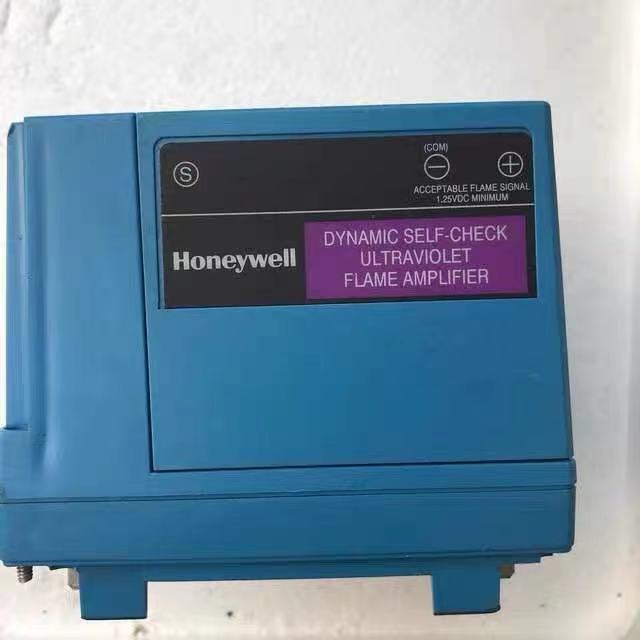 S
(COM)
− +
ACCEPTABLE FLAME SIGNAL
1.25VDC MINIMUM
Honeywell
DYNAMIC SELF-CHECK
ULTRAVIOLET
FLAME AMPLIFIER